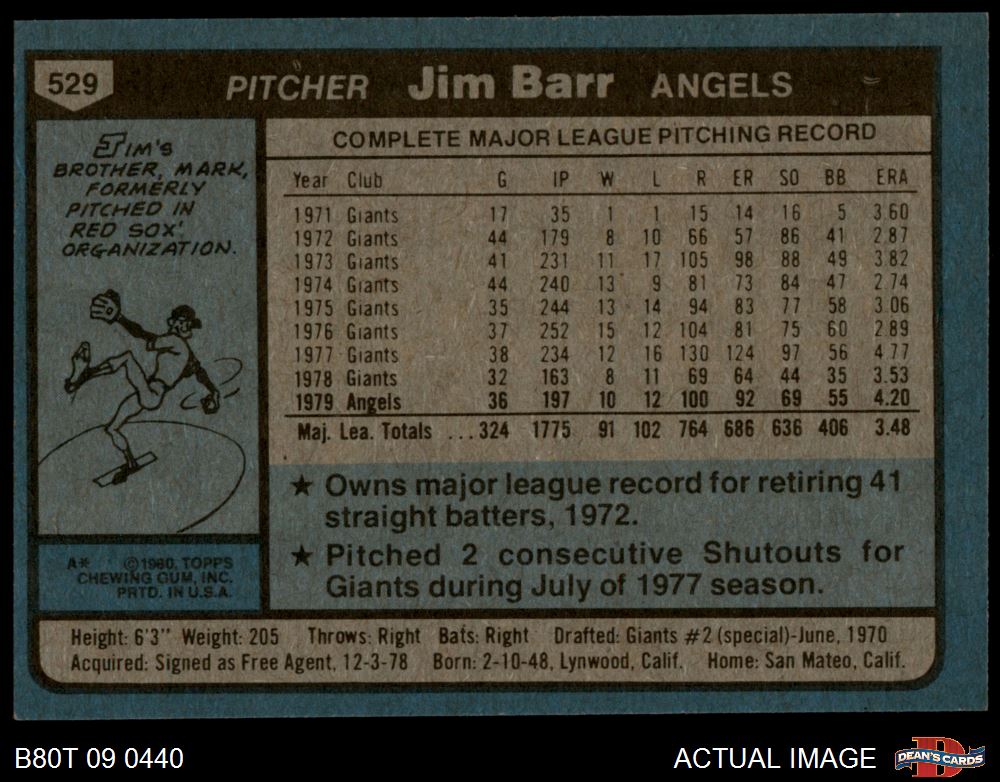 529 PITCHER Jim Barr ANGELS
JIM'S
BROTHER, MARK,
FORMERLY
PITCHED IN
RED SOX'
ORGANIZATION.
COMPLETE MAJOR LEAGUE PITCHING RECORD
Year Club G IP W L R ER SO BB ERA
1971 Giants 17 35 1 1 15 14 16 5 3.60
1972 Giants 44 179 8 10 66 57 86 41 2.87
1973 Giants 41 231 11 17 105 98 88 49 3.82
1974 Giants 44 240 13 9 81 73 84 47 2.74
1975 Giants 35 244 13 14 94 83 77 58 3.06
1976 Giants 37 252 15 12 104 81 75 60 2.89
1977 Giants 38 234 12 16 130 124 97 56 4.77
1978 Giants 32 163 8 11 69 64 44 35 3.53
1979 Angels 36 197 10 12 100 92 69 55 4.20
Maj. Lea. Totals ...324 1775 91 102 764 686 636 406 3.48
★ Owns major league record for retiring 41
straight batters, 1972.
★ Pitched 2 consecutive Shutouts for
Giants during July of 1977 season.
A* ©1980, TOPPS
CHEWING GUM, INC.
PRTD. IN U.S.A.
Height: 6'3" Weight: 205 Throws: Right Bats: Right Drafted: Giants #2 (special)-June, 1970
Acquired: Signed as Free Agent, 12-3-78 Born: 2-10-48, Lynwood, Calif. Home: San Mateo, Calif.
B80T 09 0440 ACTUAL IMAGE D DEAN'S CARDS